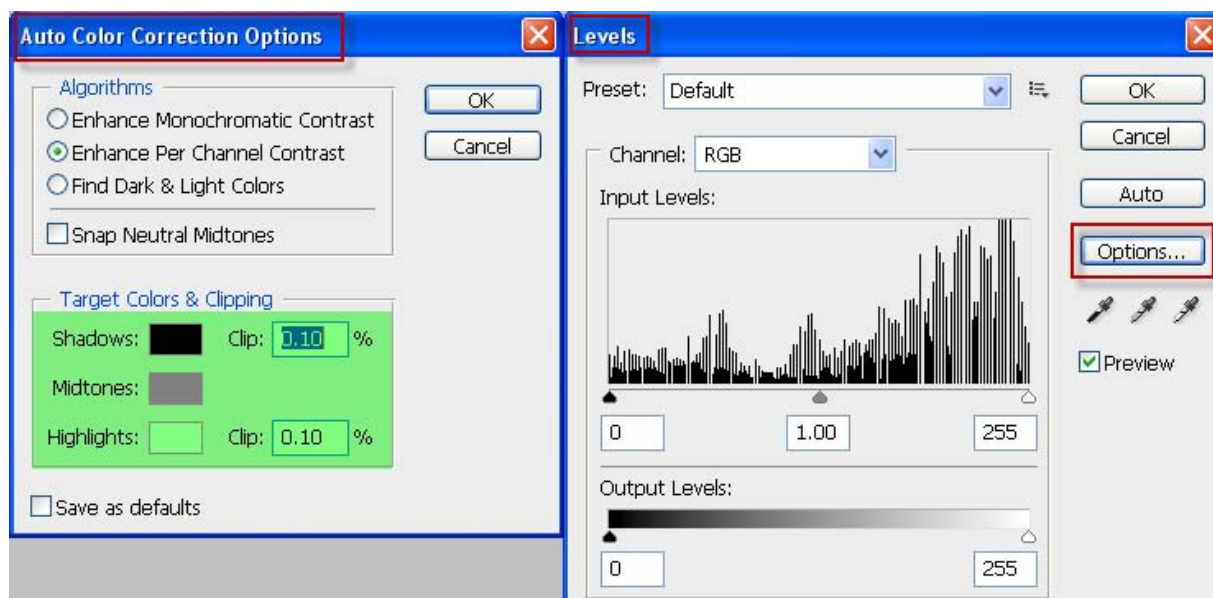 Auto Color Correction Options
Algorithms
Enhance Monochromatic Contrast
Enhance Per Channel Contrast
Find Dark & Light Colors
Snap Neutral Midtones
OK
Cancel
Target Colors & Clipping
Shadows: Clip: 0.10 %
Midtones:
Highlights: Clip: 0.10 %
Save as defaults
Levels
Preset: Default
Channel: RGB
Input Levels:
0 1.00 255
Output Levels:
0 255
OK
Cancel
Auto
Options...
Preview